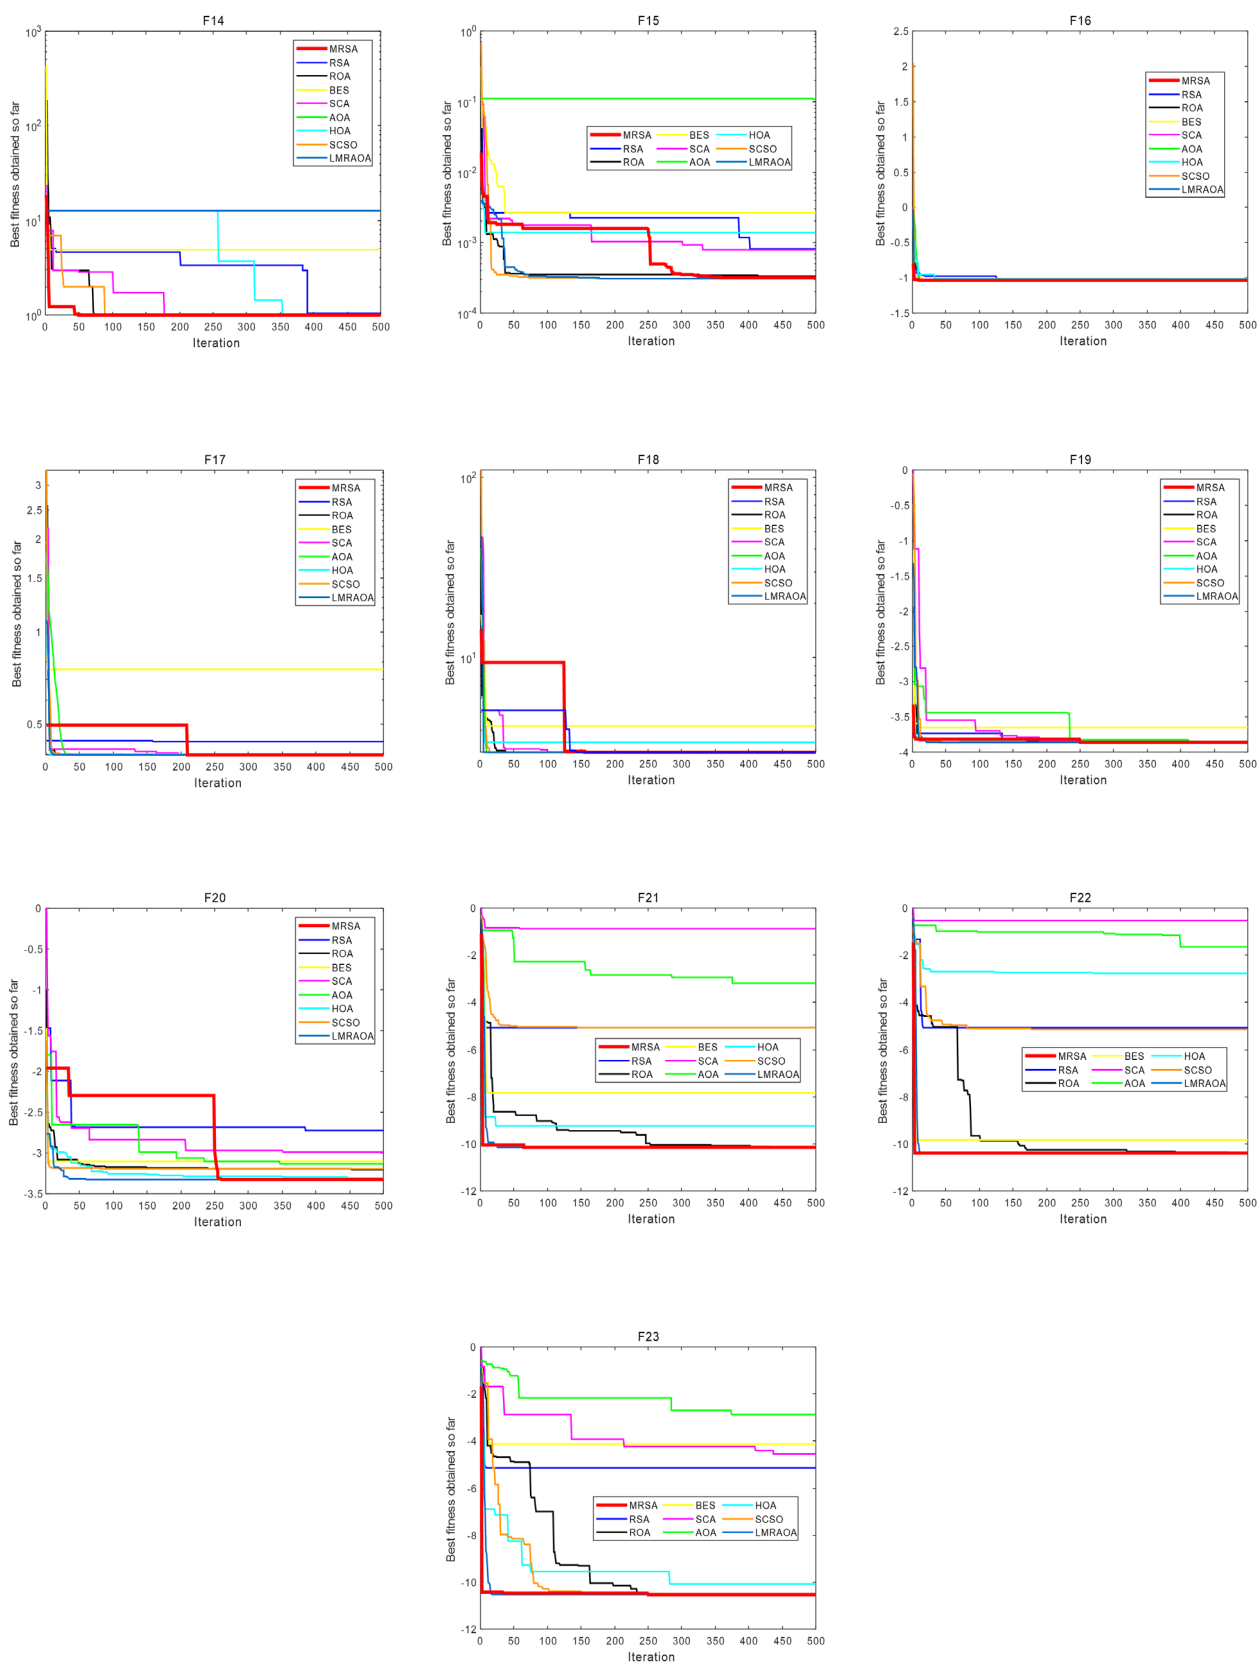 F14
Best fitness obtained so far
10³
10²
10¹
10⁰
MRSA
RSA
ROA
BES
SCA
AOA
HOA
SCSO
LMRAOA
0 50 100 150 200 250 300 350 400 450 500
Iteration
F15
Best fitness obtained so far
10⁰
10⁻¹
10⁻²
10⁻³
10⁻⁴
MRSA BES HOA
RSA SCA SCSO
ROA AOA LMRAOA
0 50 100 150 200 250 300 350 400 450 500
Iteration
F16
Best fitness obtained so far
2.5
2
1.5
1
0.5
0
-0.5
-1
-1.5
MRSA
RSA
ROA
BES
SCA
AOA
HOA
SCSO
LMRAOA
0 50 100 150 200 250 300 350 400 450 500
Iteration
F17
Best fitness obtained so far
3
2.5
2
1.5
1
0.5
MRSA
RSA
ROA
BES
SCA
AOA
HOA
SCSO
LMRAOA
0 50 100 150 200 250 300 350 400 450 500
Iteration
F18
Best fitness obtained so far
10²
10¹
MRSA
RSA
ROA
BES
SCA
AOA
HOA
SCSO
LMRAOA
0 50 100 150 200 250 300 350 400 450 500
Iteration
F19
Best fitness obtained so far
0
-0.5
-1
-1.5
-2
-2.5
-3
-3.5
-4
MRSA
RSA
ROA
BES
SCA
AOA
HOA
SCSO
LMRAOA
0 50 100 150 200 250 300 350 400 450 500
Iteration
F20
Best fitness obtained so far
0
-0.5
-1
-1.5
-2
-2.5
-3
-3.5
MRSA
RSA
ROA
BES
SCA
AOA
HOA
SCSO
LMRAOA
0 50 100 150 200 250 300 350 400 450 500
Iteration
F21
Best fitness obtained so far
0
-2
-4
-6
-8
-10
-12
MRSA BES HOA
RSA SCA SCSO
ROA AOA LMRAOA
0 50 100 150 200 250 300 350 400 450 500
Iteration
F22
Best fitness obtained so far
0
-2
-4
-6
-8
-10
-12
MRSA BES HOA
RSA SCA SCSO
ROA AOA LMRAOA
0 50 100 150 200 250 300 350 400 450 500
Iteration
F23
Best fitness obtained so far
0
-2
-4
-6
-8
-10
-12
MRSA BES HOA
RSA SCA SCSO
ROA AOA LMRAOA
0 50 100 150 200 250 300 350 400 450 500
Iteration